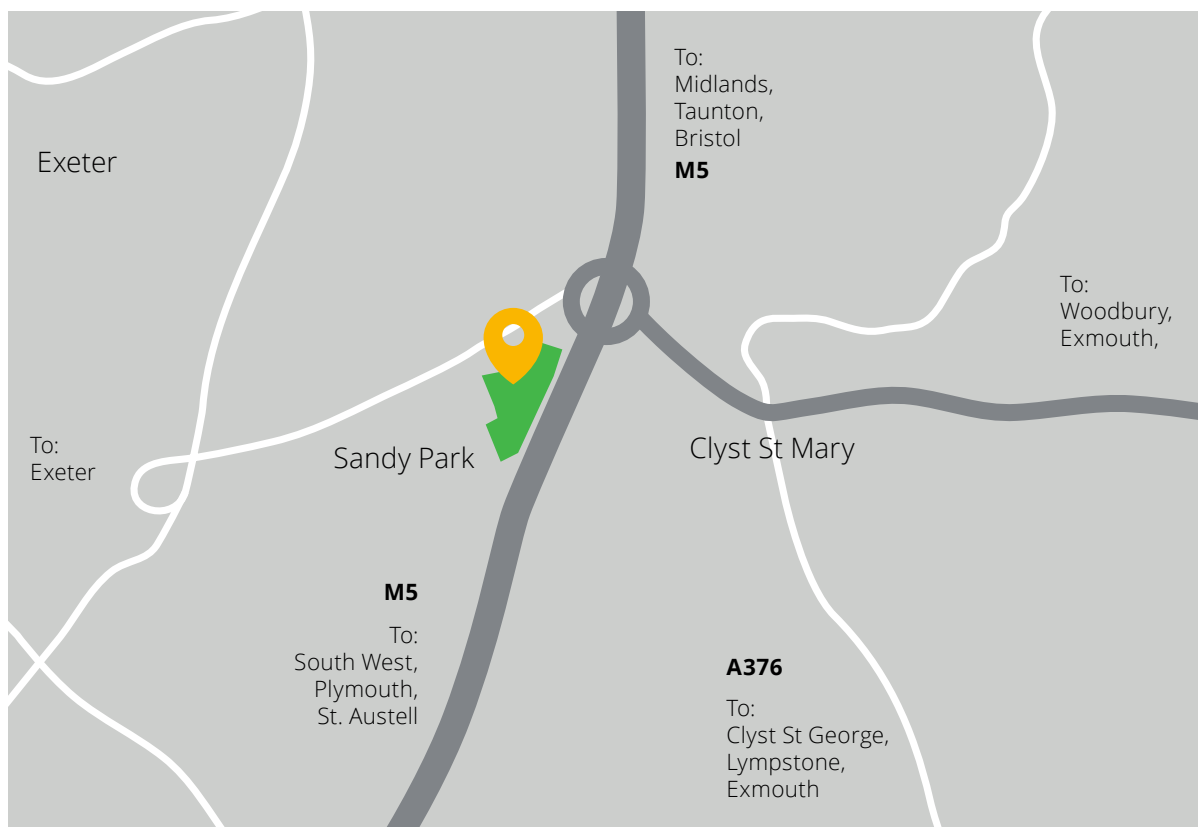 To:
Midlands,
Taunton,
Bristol
M5
Exeter
To:
Woodbury,
Exmouth,
To:
Exeter
Sandy Park
Clyst St Mary
M5
To:
South West,
Plymouth,
St. Austell
A376
To:
Clyst St George,
Lympstone,
Exmouth